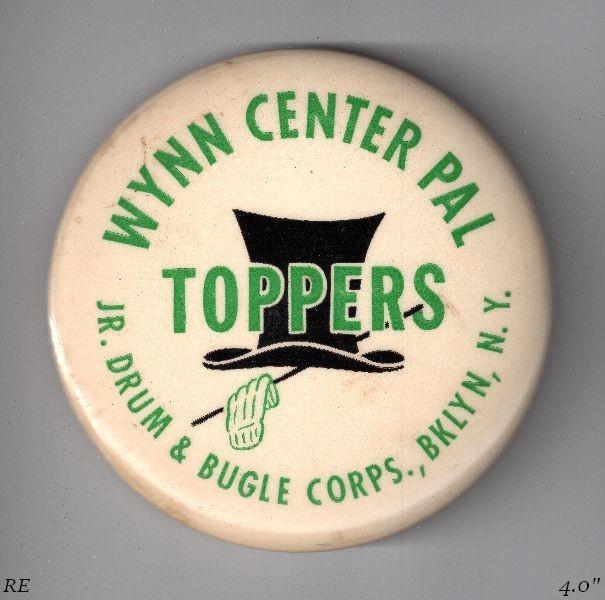 WYNN CENTER PAL
TOPPERS
JR. DRUM & BUGLE CORPS., BKLYN, N.Y.
RE
4.0"